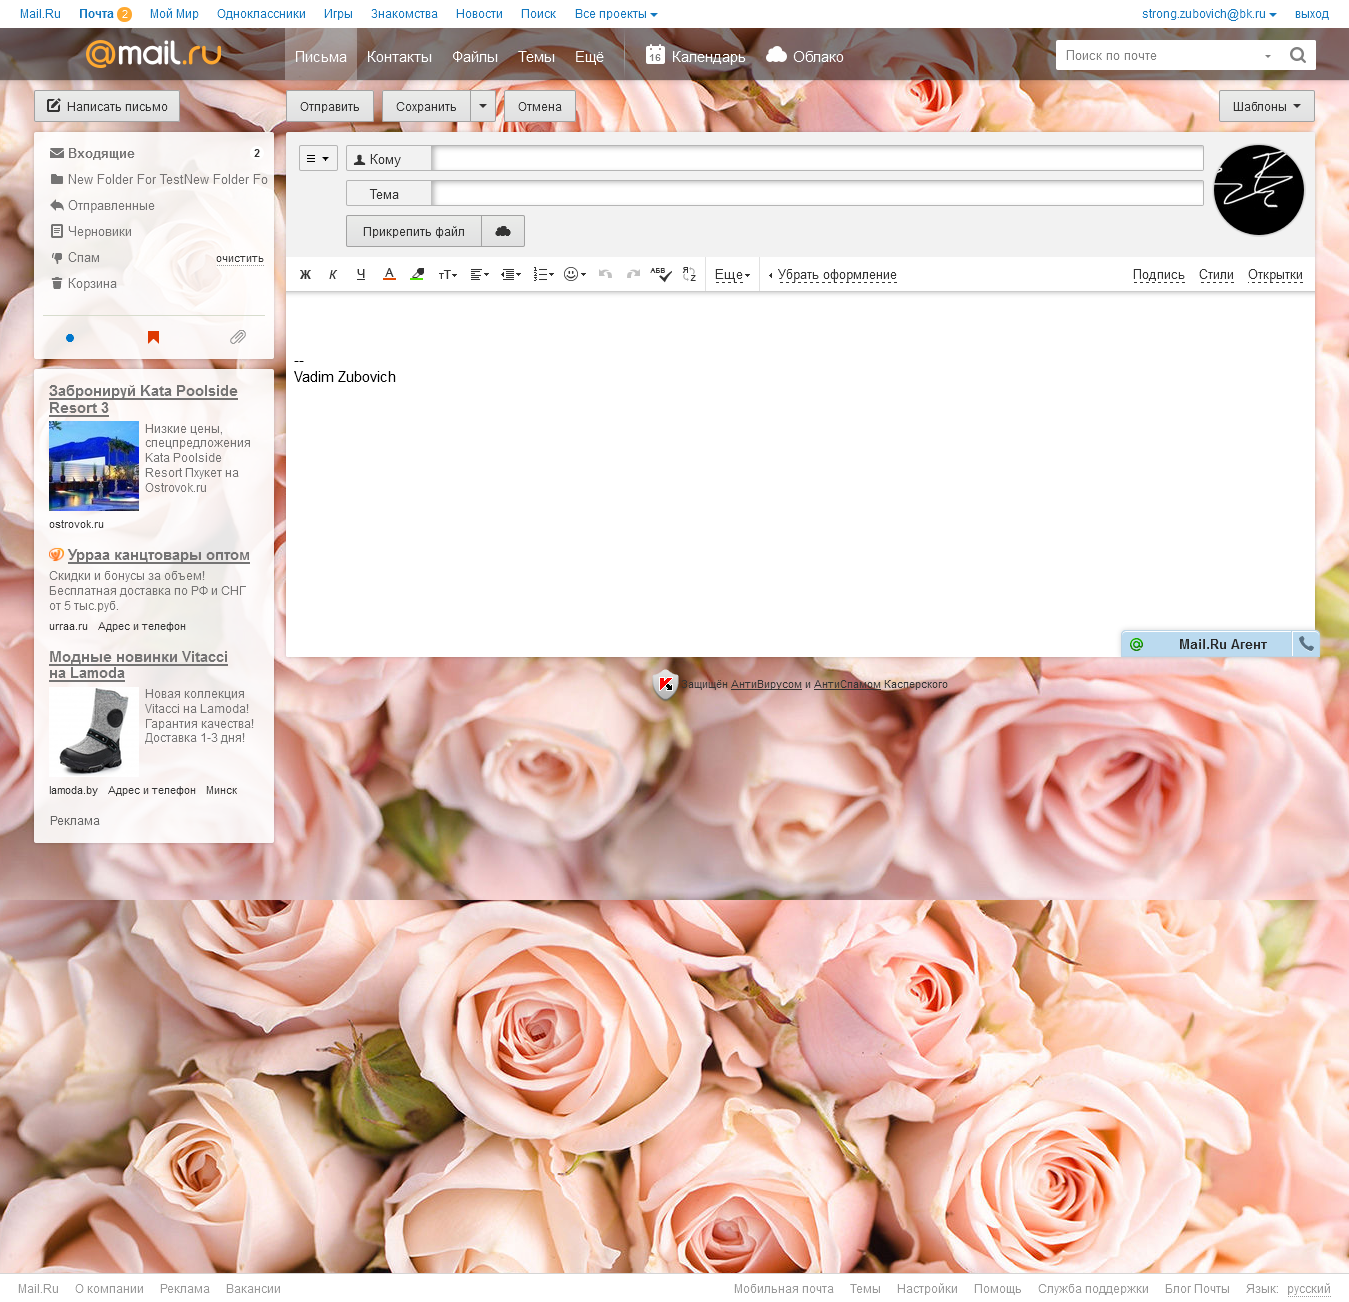 Mail.Ru Почта 2 Мой Мир Одноклассники Игры Знакомства Новости Поиск Все проекты strong.zubovich@bk.ru выход
@mail.ru Письма Контакты Файлы Темы Ещё 16 Календарь Облако Поиск по почте
Написать письмо Отправить Сохранить Отмена Шаблоны
Входящие 2
New Folder For TestNew Folder Fo
Отправленные
Черновики
Спам очистить
Корзина
Кому
Тема
Прикрепить файл
Ж К Ч А тТ АБВ Еще Убрать оформление Подпись Стили Открытки
--
Vadim Zubovich
Забронируй Kata Poolside
Resort 3
Низкие цены,
спецпредложения
Kata Poolside
Resort Пхукет на
Ostrovok.ru
ostrovok.ru
Урраа канцтовары оптом
Скидки и бонусы за объем!
Бесплатная доставка по РФ и СНГ
от 5 тыс.руб.
urraa.ru Адрес и телефон
Модные новинки Vitacci
на Lamoda
Новая коллекция
Vitacci на Lamoda!
Гарантия качества!
Доставка 1-3 дня!
lamoda.by Адрес и телефон Минск
Реклама
Mail.Ru Агент
Защищён АнтиВирусом и АнтиСпамом Касперского
Mail.Ru О компании Реклама Вакансии Мобильная почта Темы Настройки Помощь Служба поддержки Блог Почты Язык: русский